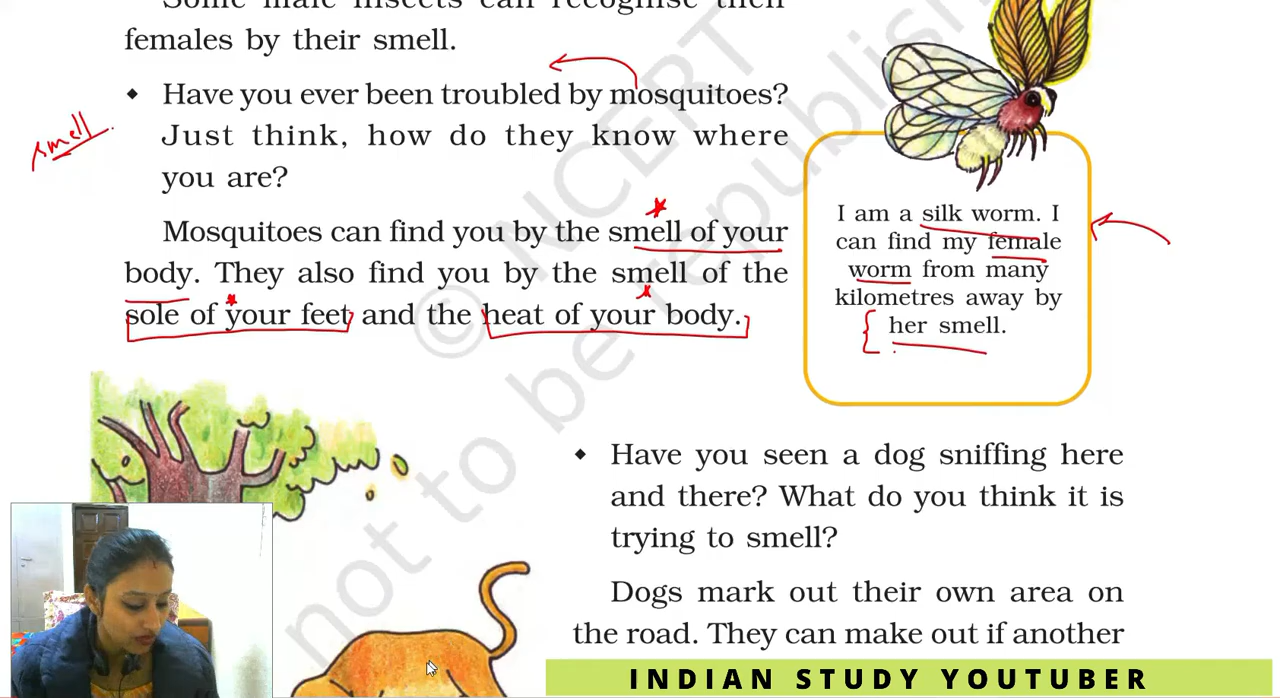 Some male insects can recognise their
females by their smell.
◆ Have you ever been troubled by mosquitoes?
Just think, how do they know where
you are?
smell
Mosquitoes can find you by the smell of your
body. They also find you by the smell of the
sole of your feet and the heat of your body.
I am a silk worm. I
can find my female
worm from many
kilometres away by
her smell.
◆ Have you seen a dog sniffing here
and there? What do you think it is
trying to smell?
Dogs mark out their own area on
the road. They can make out if another
© NCERT
not to be republish
INDIAN STUDY YOUTUBER